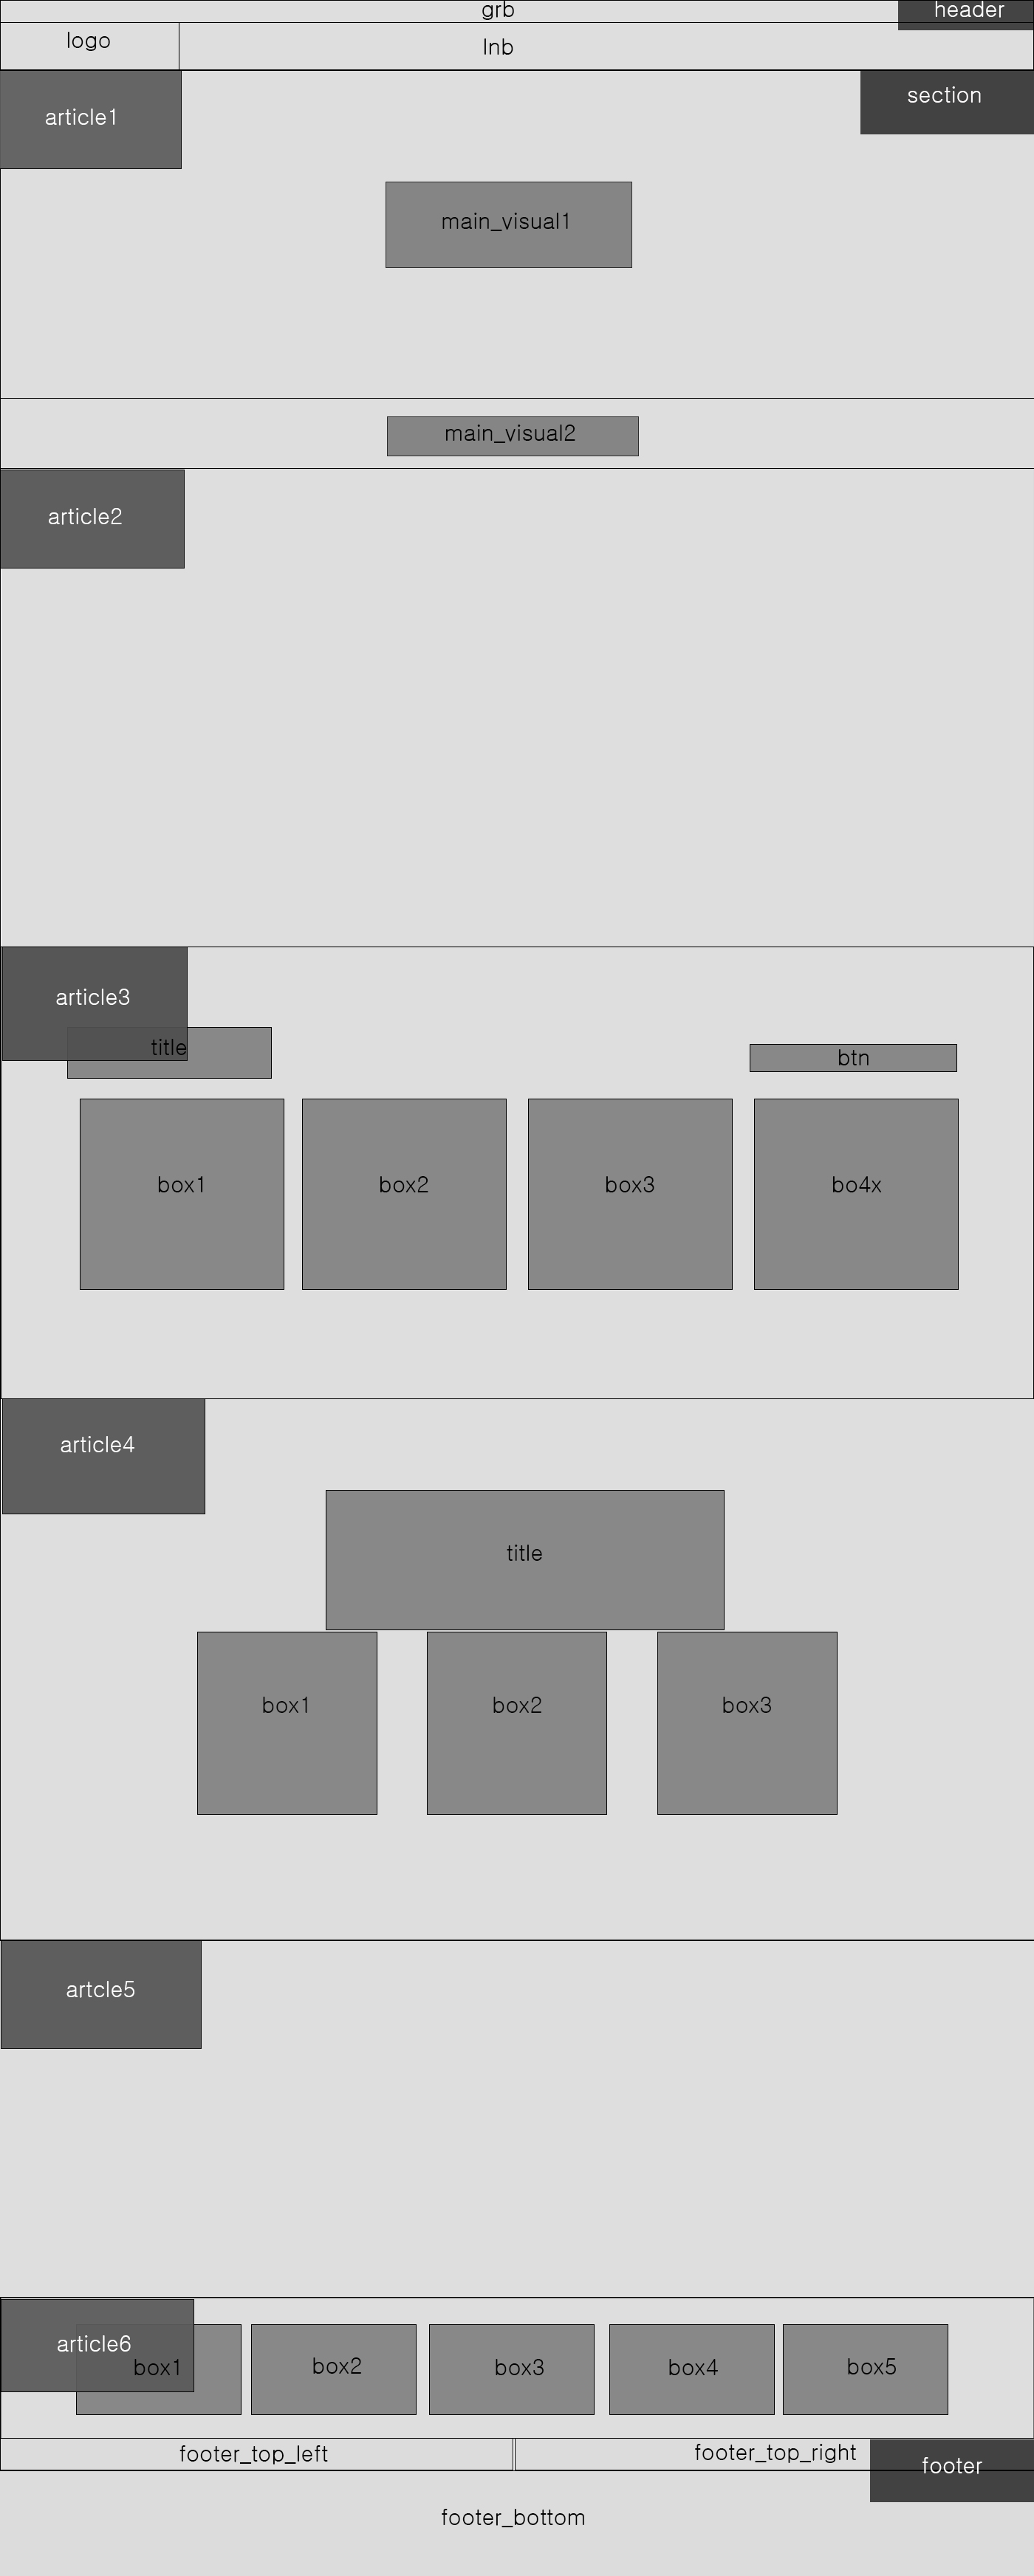 grb
header
logo
lnb
article1
section
main_visual1
main_visual2
article2
article3
title
btn
box1
box2
box3
bo4x
article4
title
box1
box2
box3
artcle5
article6
box1
box2
box3
box4
box5
footer_top_left
footer_top_right
footer
footer_bottom